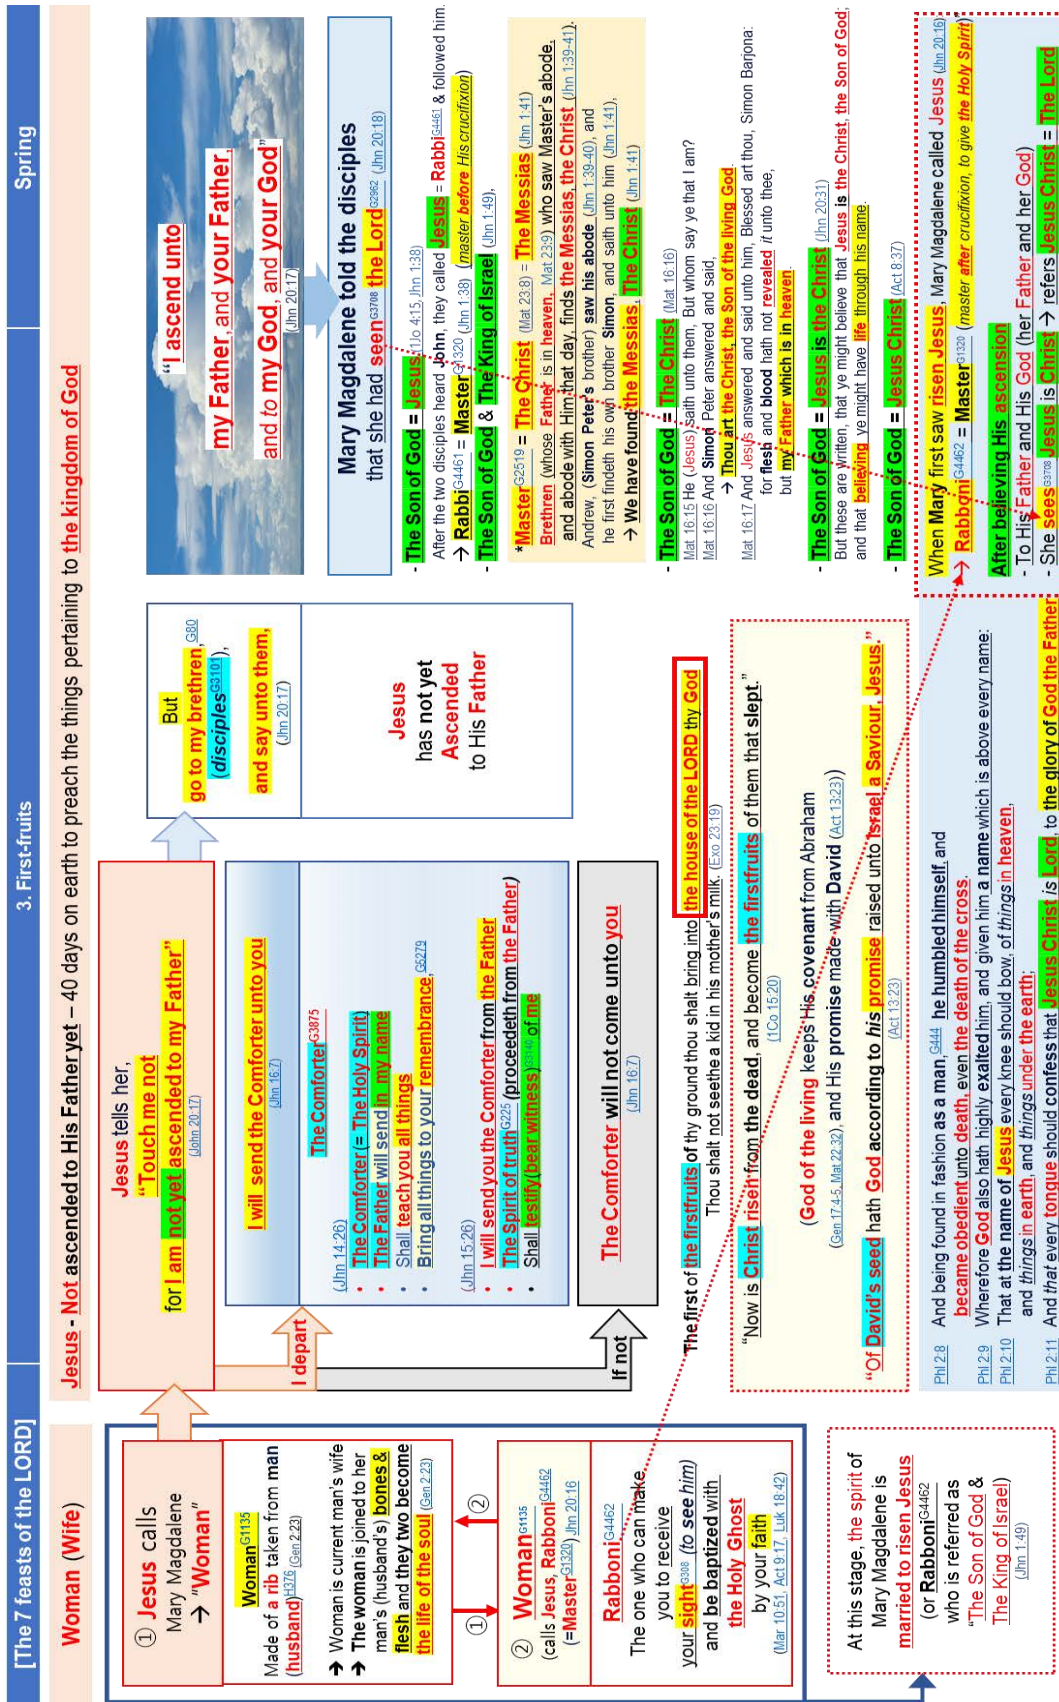 [The 7 feasts of the LORD]
3. First-fruits
Spring
Woman (Wife)
Jesus - Not ascended to His Father yet – 40 days on earth to preach the things pertaining to the kingdom of God
① Jesus calls
Mary Magdalene
→ "Woman"
Woman G1135
Made of a rib taken from man
(husband) H376 (Gen 2:23)
→ Woman is current man's wife
→ The woman is joined to her
man's (husband's) bones &
flesh and they two become
the life of the soul (Gen 2:23)
①
②
② Woman G1135
(calls Jesus, Rabboni G4462
(=Master G1320) Jhn 20:16
Rabboni G4462
The one who can make
you to receive
your sight G308 (to see him)
and be baptized with
the Holy Ghost
by your faith
(Mar 10:51, Act 9:17, Luk 18:42)
At this stage, the spirit of
Mary Magdalene is
married to risen Jesus
(or Rabboni G4462
who is referred as
"The Son of God &
The King of Israel)
(Jhn 1:49)
Jesus tells her,
"Touch me not
for I am not yet ascended to my Father"
(John 20:17)
I depart
If not
I will send the Comforter unto you
(Jhn 16:7)
The Comforter G3875
(Jhn 14:26)
• The Comforter (= The Holy Spirit)
• The Father will send in my name
• Shall teach you all things
• Bring all things to your remembrance, G5279
(Jhn 15:26)
• I will send you the Comforter from the Father
• The Spirit of truth G225 (proceedeth from the Father)
• Shall testify(bear witness) G3140 of me
The Comforter will not come unto you
(Jhn 16:7)
But
go to my brethren, G80
(disciples G3101),
and say unto them,
(Jhn 20:17)
Jesus
has not yet
Ascended
to His Father
The first of the firstfruits of thy ground thou shalt bring into the house of the LORD thy God
Thou shalt not seethe a kid in his mother's milk. (Exo 23:19)
"Now is Christ risen from the dead, and become the firstfruits of them that slept."
(1Co 15:20)
(God of the living keeps His covenant from Abraham
(Gen 17:4-5, Mat 22:32), and His promise made with David (Act 13:23))
"Of David's seed hath God according to his promise raised unto Israel a Saviour, Jesus."
(Act 13:23)
Phl 2:8 And being found in fashion as a man, G444 he humbled himself, and
became obedient unto death, even the death of the cross.
Phl 2:9 Wherefore God also hath highly exalted him, and given him a name which is above every name:
Phl 2:10 That at the name of Jesus every knee should bow, of things in heaven,
and things in earth, and things under the earth;
Phl 2:11 And that every tongue should confess that Jesus Christ is Lord, to the glory of God the Father
"I ascend unto
my Father, and your Father,
and to my God, and your God"
(Jhn 20:17)
Mary Magdalene told the disciples
that she had seen G3708 the Lord G2962 (Jhn 20:18)
- The Son of God = Jesus, (1Jo 4:15, Jhn 1:38)
After the two disciples heard John, they called Jesus = Rabbi G4461 & followed him.
→ Rabbi G4461 = Master G1320 (Jhn 1:38) (master before His crucifixion)
- The Son of God & The King of Israel (Jhn 1:49),
*Master G2519 = The Christ (Mat 23:8) = The Messias (Jhn 1:41)
Brethren (whose Father is in heaven, Mat 23:9) who saw Master's abode,
and abode with Him that day, finds the Messias, the Christ (Jhn 1:39-41).
Andrew, (Simon Peter's brother) saw his abode (Jhn 1:39-40), and
he first findeth his own brother Simon, and saith unto him (Jhn 1:41),
→ We have found the Messias, The Christ (Jhn 1:41)
- The Son of God = The Christ (Mat 16:16)
Mat 16:15 He (Jesus) saith unto them, But whom say ye that I am?
Mat 16:16 And Simon Peter answered and said,
→ Thou art the Christ, the Son of the living God.
Mat 16:17 And Jesus answered and said unto him, Blessed art thou, Simon Barjona:
for flesh and blood hath not revealed it unto thee,
but my Father which is in heaven.
- The Son of God = Jesus is the Christ (Jhn 20:31)
But these are written, that ye might believe that Jesus is the Christ, the Son of God;
and that believing ye might have life through his name.
- The Son of God = Jesus Christ (Act 8:37)
When Mary first saw risen Jesus, Mary Magdalene called Jesus (Jhn 20:16)
→ Rabboni G4462 = Master G1320 (master after crucifixion, to give the Holy Spirit)"
After believing His ascension
- To His Father and His God (her Father and her God)
- She sees G3708 Jesus is Christ → refers Jesus Christ = The Lord